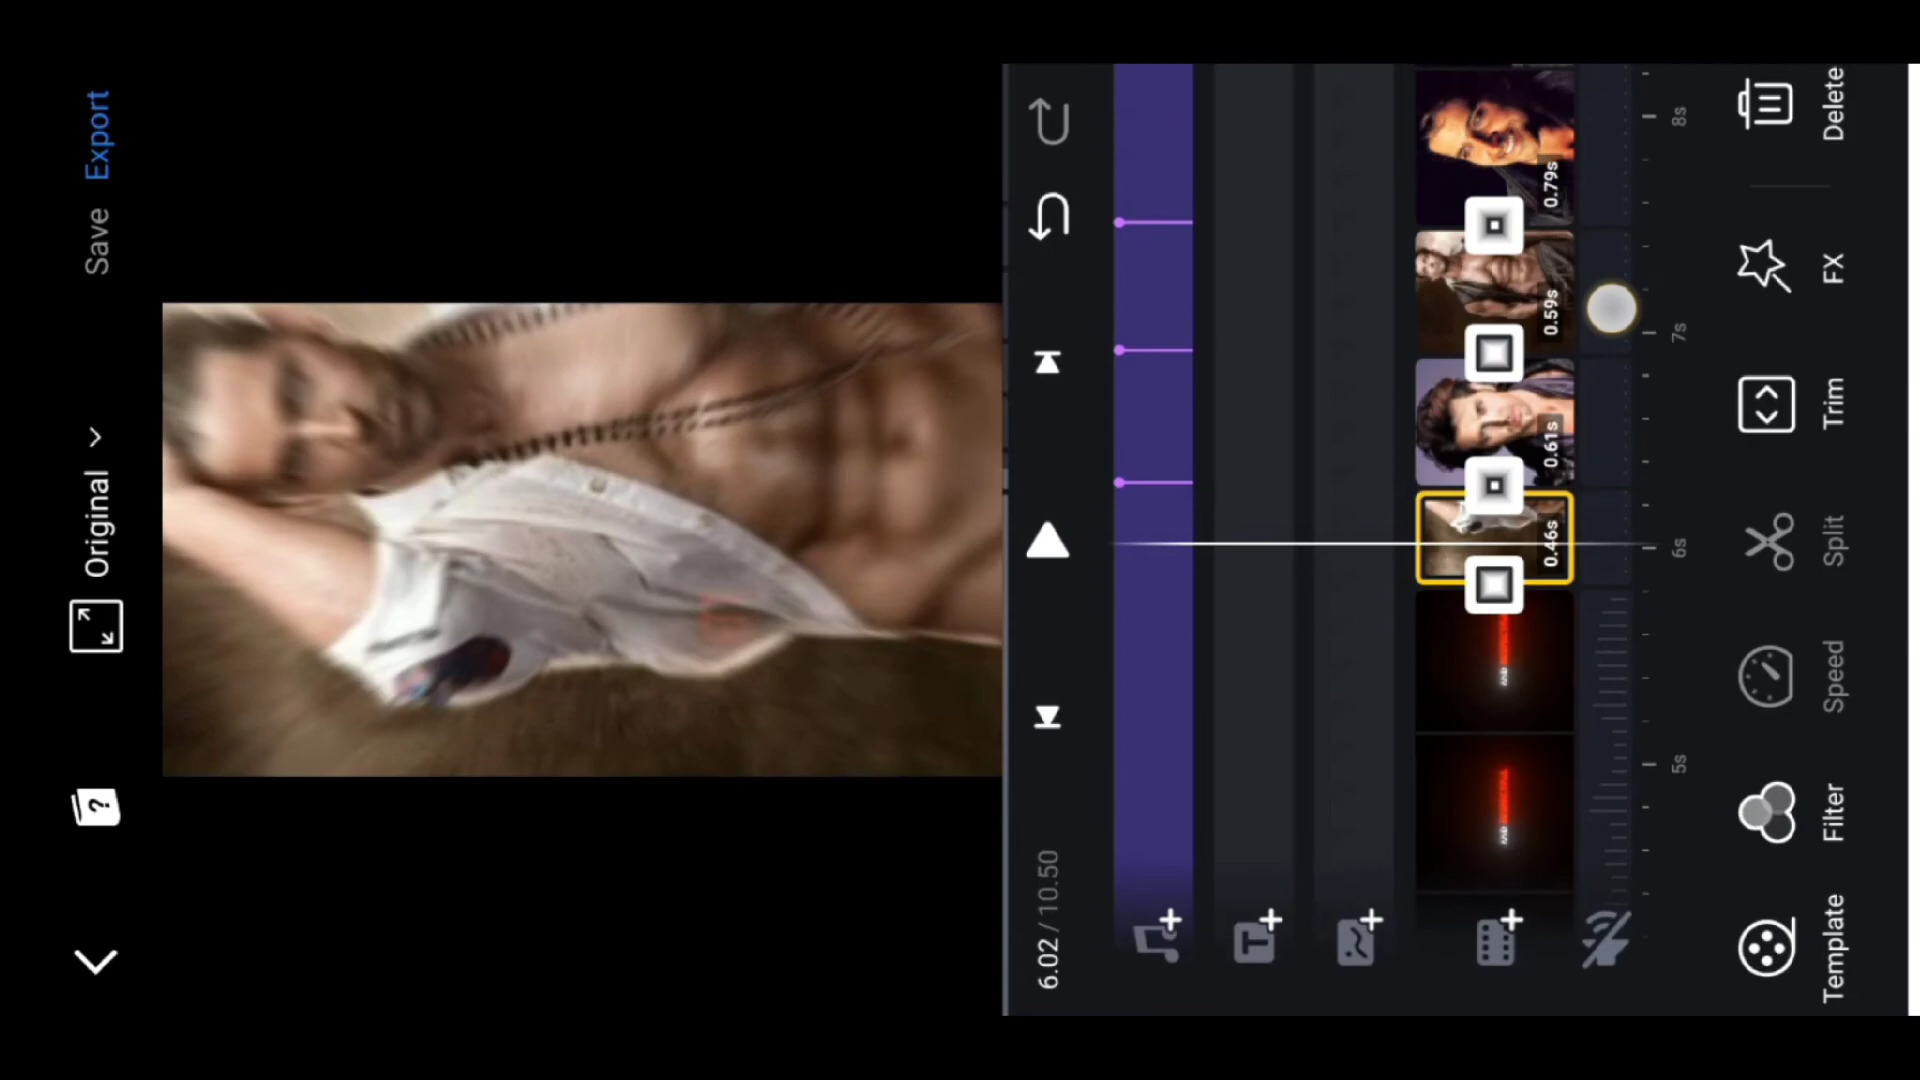 Original
Save
Export
6.02 / 10.50
0.46s
0.61s
0.59s
0.79s
5s
6s
7s
8s
Template
Filter
Speed
Split
Trim
FX
Delete